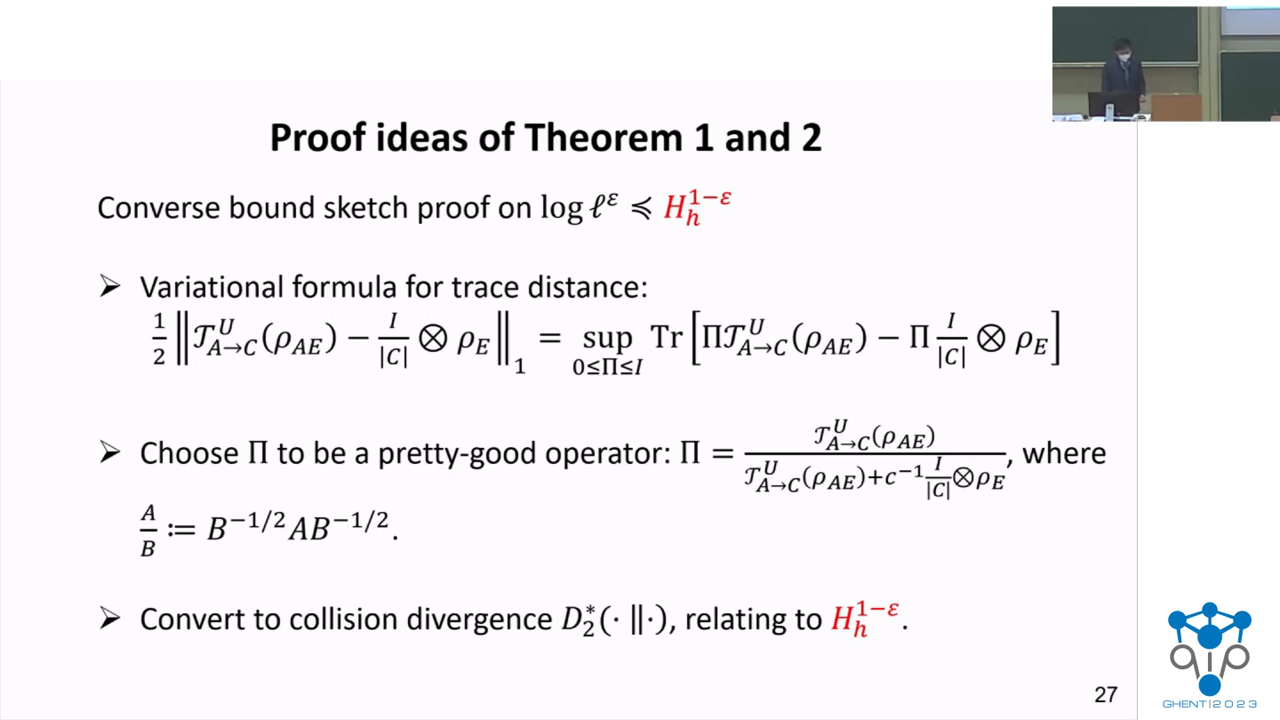 Proof ideas of Theorem 1 and 2
Converse bound sketch proof on log ℓ^ε ≼ H_h^{1−ε}
➢ Variational formula for trace distance:
1/2 ‖𝒯^U_{A→C}(ρ_{AE}) − I/|C| ⊗ ρ_E‖_1 = sup_{0≤Π≤I} Tr[Π𝒯^U_{A→C}(ρ_{AE}) − Π I/|C| ⊗ ρ_E]
➢ Choose Π to be a pretty-good operator: Π = 𝒯^U_{A→C}(ρ_{AE}) / (𝒯^U_{A→C}(ρ_{AE})+c^{−1} I/|C| ⊗ρ_E), where
A/B ≔ B^{−1/2}AB^{−1/2}.
➢ Convert to collision divergence D_2^*(· ‖·), relating to H_h^{1−ε}.
27
qip
GHENT|2023